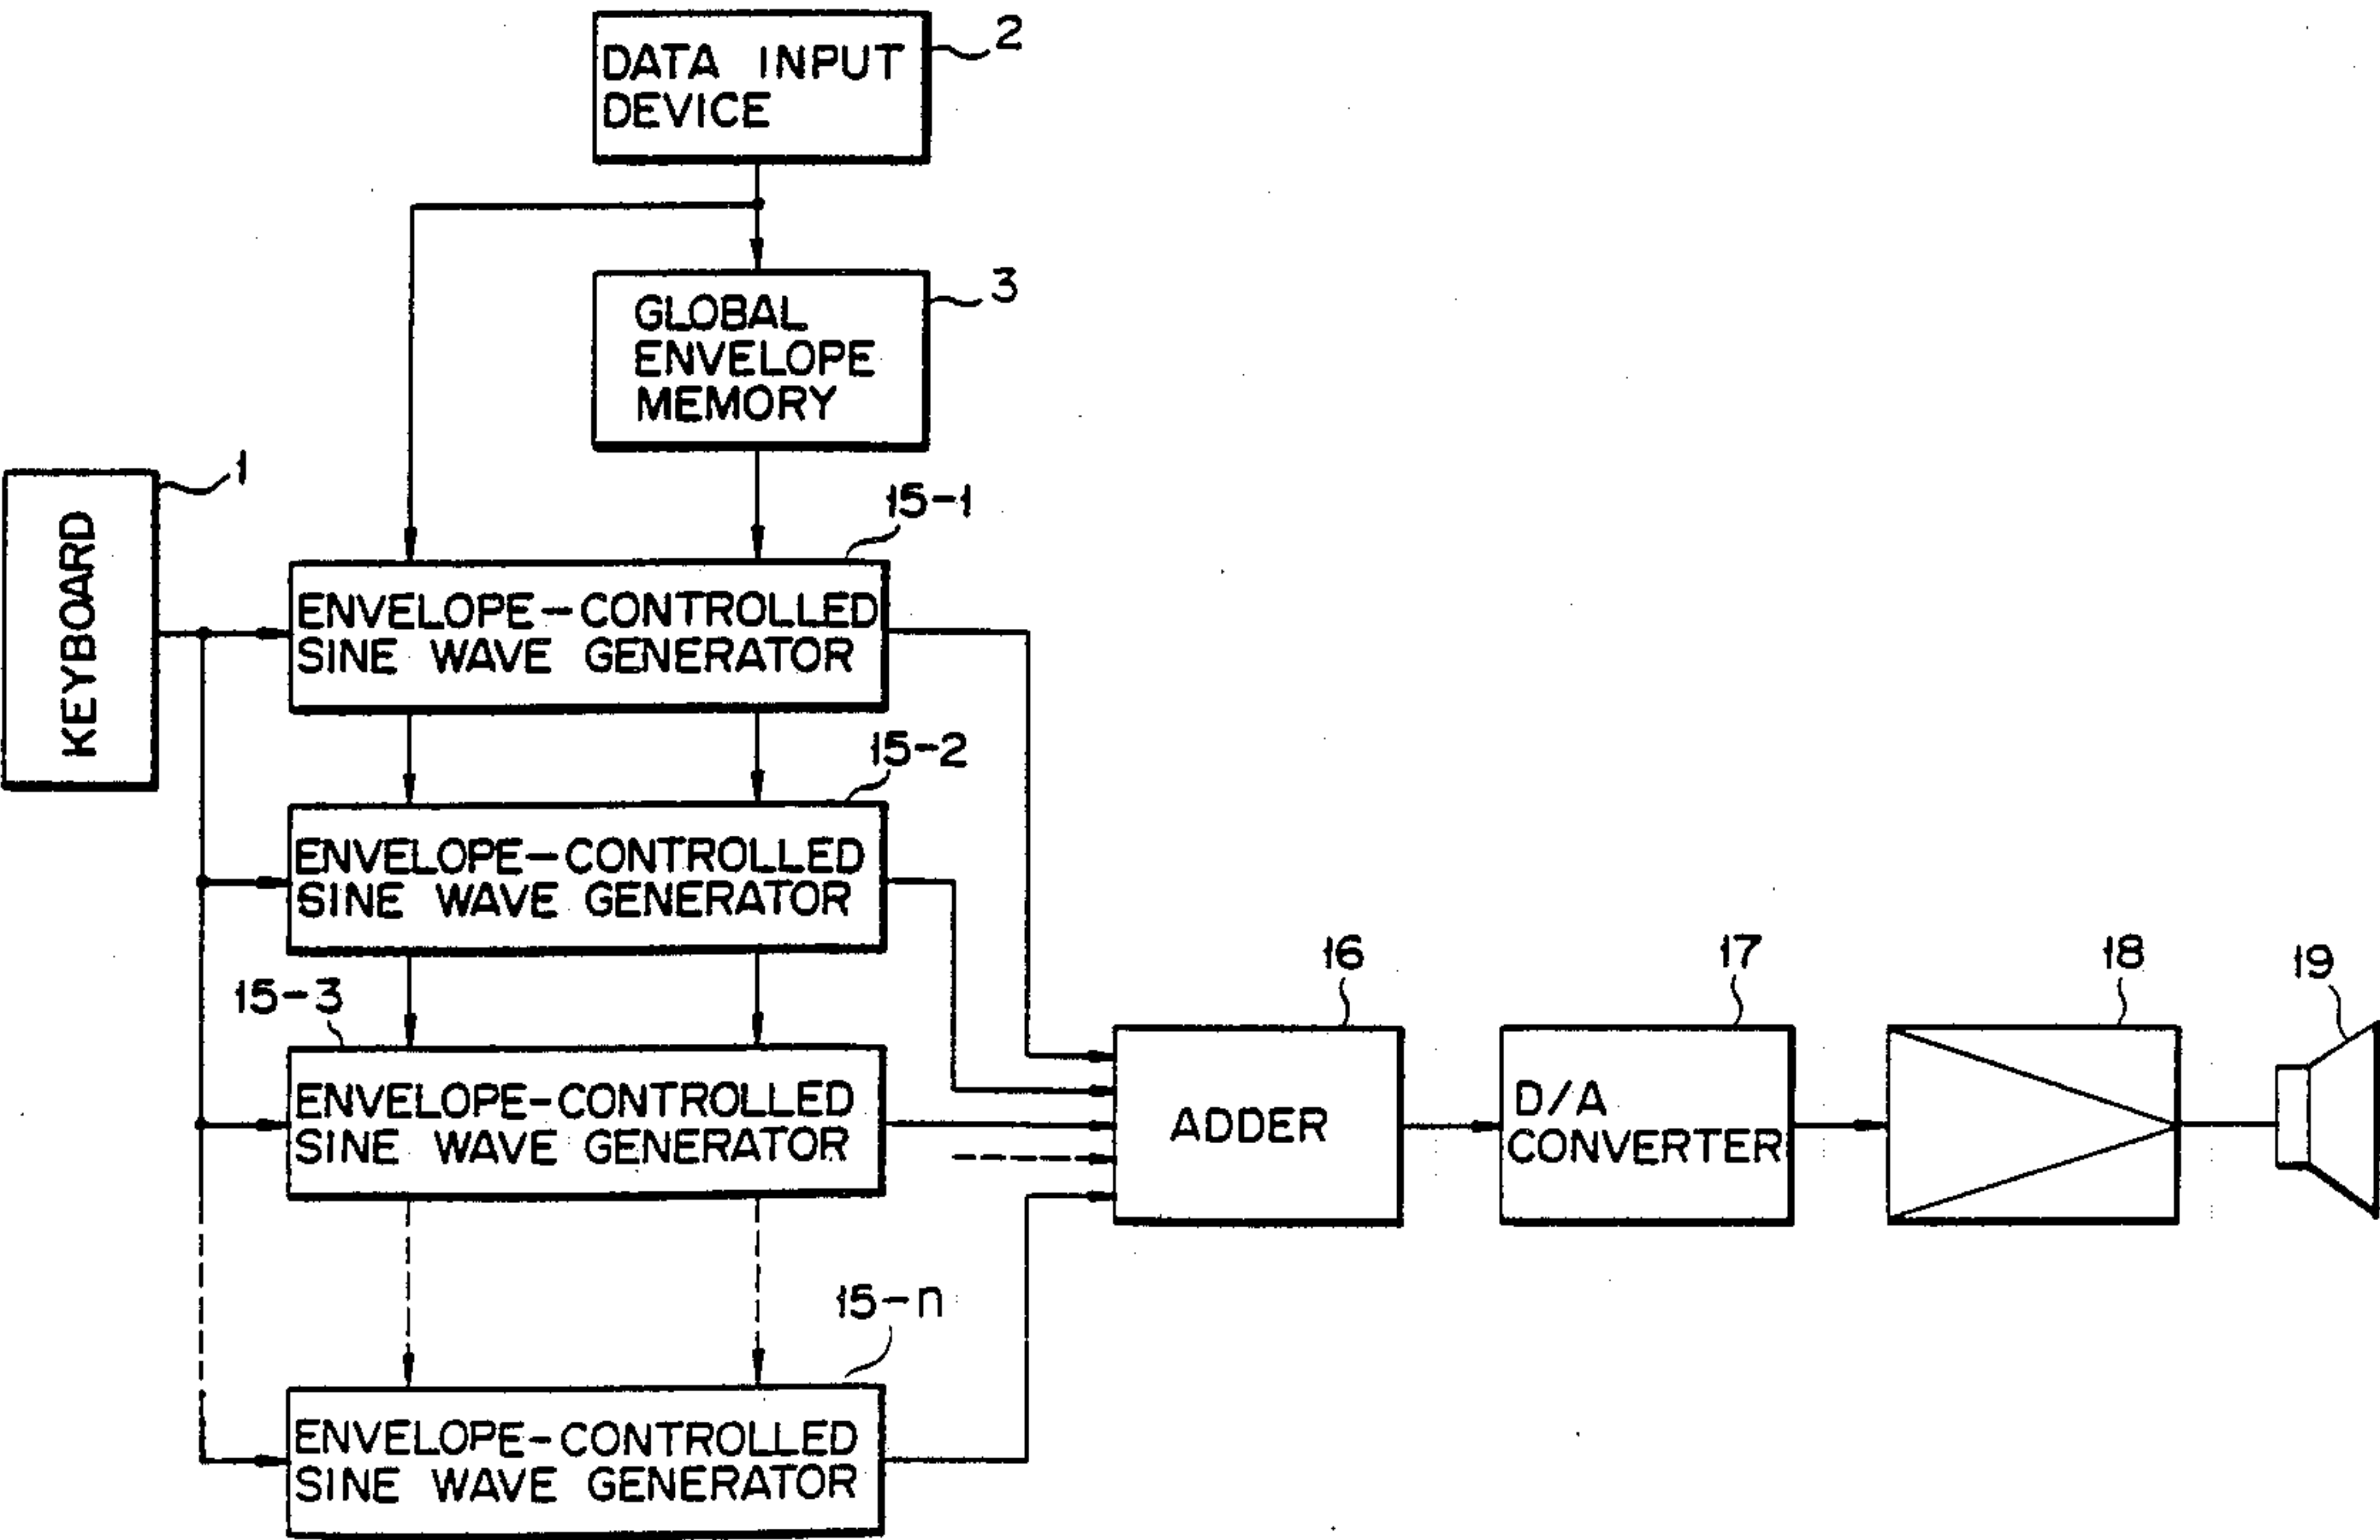 2
DATA INPUT
DEVICE
3
GLOBAL
ENVELOPE
MEMORY
1
KEYBOARD
15-1
ENVELOPE-CONTROLLED
SINE WAVE GENERATOR
15-2
ENVELOPE-CONTROLLED
SINE WAVE GENERATOR
15-3
ENVELOPE-CONTROLLED
SINE WAVE GENERATOR
15-n
ENVELOPE-CONTROLLED
SINE WAVE GENERATOR
16
ADDER
17
D/A
CONVERTER
18
19